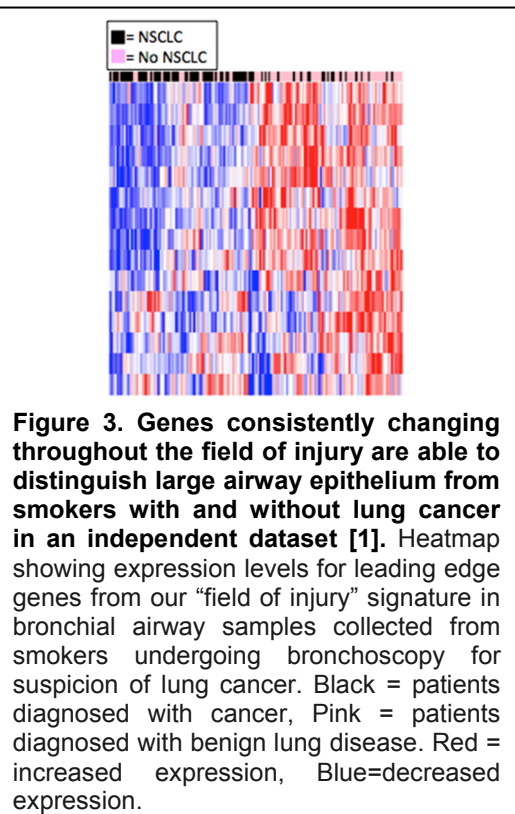 = NSCLC
= No NSCLC
Figure 3. Genes consistently changing
throughout the field of injury are able to
distinguish large airway epithelium from
smokers with and without lung cancer
in an independent dataset [1]. Heatmap
showing expression levels for leading edge
genes from our “field of injury” signature in
bronchial airway samples collected from
smokers undergoing bronchoscopy for
suspicion of lung cancer. Black = patients
diagnosed with cancer, Pink = patients
diagnosed with benign lung disease. Red =
increased expression, Blue=decreased
expression.